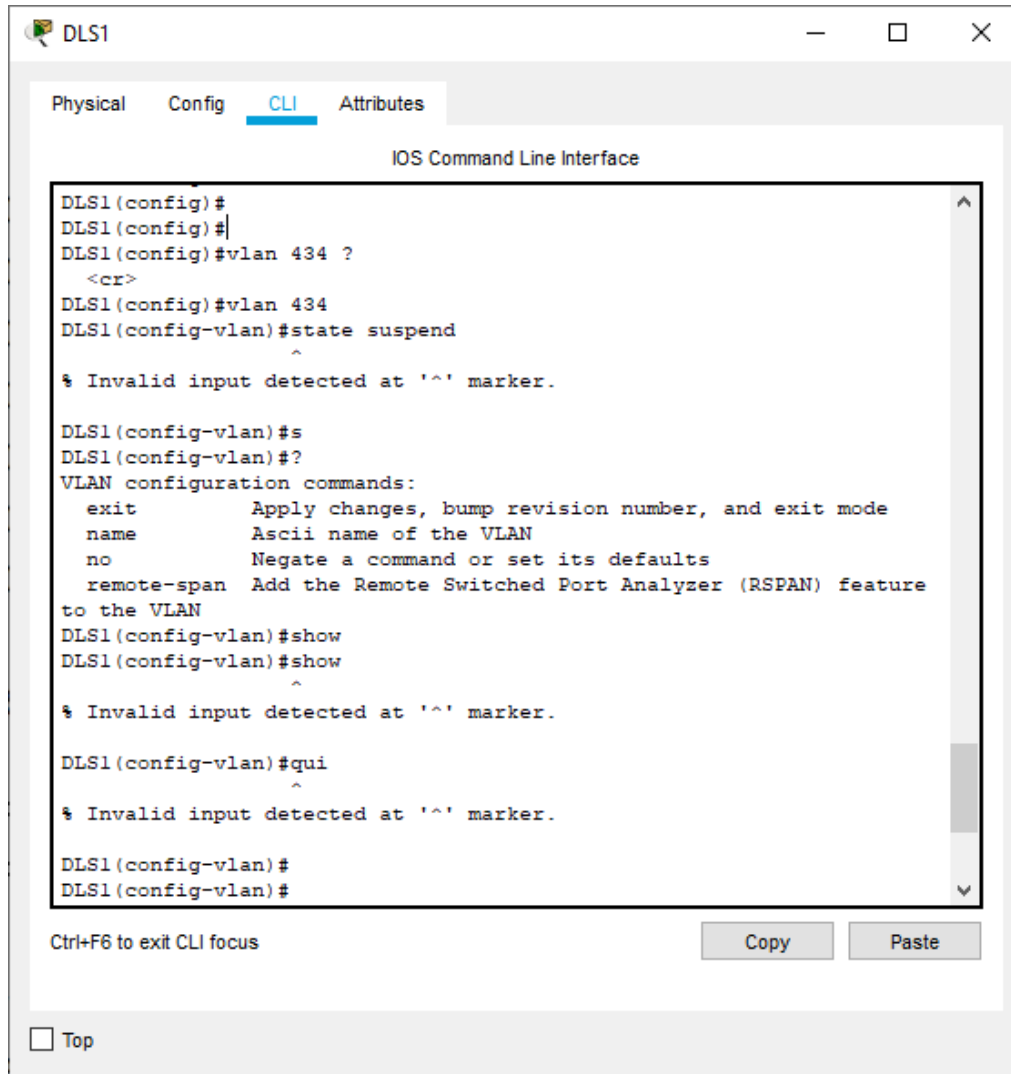 DLS1
Physical Config CLI Attributes
IOS Command Line Interface
DLS1(config)#
DLS1(config)#
DLS1(config)#vlan 434 ?
<cr>
DLS1(config)#vlan 434
DLS1(config-vlan)#state suspend
^
% Invalid input detected at '^' marker.
DLS1(config-vlan)#s
DLS1(config-vlan)#?
VLAN configuration commands:
exit Apply changes, bump revision number, and exit mode
name Ascii name of the VLAN
no Negate a command or set its defaults
remote-span Add the Remote Switched Port Analyzer (RSPAN) feature
to the VLAN
DLS1(config-vlan)#show
DLS1(config-vlan)#show
^
% Invalid input detected at '^' marker.
DLS1(config-vlan)#qui
^
% Invalid input detected at '^' marker.
DLS1(config-vlan)#
DLS1(config-vlan)#
Ctrl+F6 to exit CLI focus
Copy Paste
Top